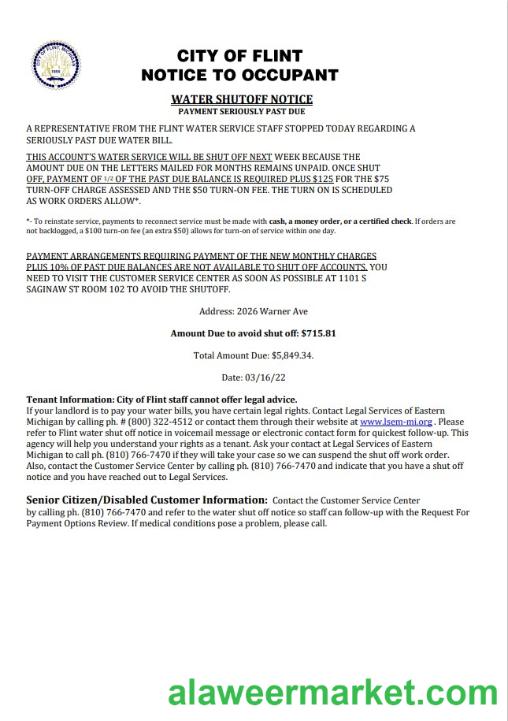 CITY OF FLINT
NOTICE TO OCCUPANT
WATER SHUTOFF NOTICE
PAYMENT SERIOUSLY PAST DUE
A REPRESENTATIVE FROM THE FLINT WATER SERVICE STAFF STOPPED TODAY REGARDING A
SERIOUSLY PAST DUE WATER BILL.
THIS ACCOUNT'S WATER SERVICE WILL BE SHUT OFF NEXT WEEK BECAUSE THE
AMOUNT DUE ON THE LETTERS MAILED FOR MONTHS REMAINS UNPAID. ONCE SHUT
OFF, PAYMENT OF 1/2 OF THE PAST DUE BALANCE IS REQUIRED PLUS $125 FOR THE $75
TURN-OFF CHARGE ASSESSED AND THE $50 TURN-ON FEE. THE TURN ON IS SCHEDULED
AS WORK ORDERS ALLOW*.
*- To reinstate service, payments to reconnect service must be made with cash, a money order, or a certified check. If orders are
not backlogged, a $100 turn-on fee (an extra $50) allows for turn-on of service within one day.
PAYMENT ARRANGEMENTS REQUIRING PAYMENT OF THE NEW MONTHLY CHARGES
PLUS 10% OF PAST DUE BALANCES ARE NOT AVAILABLE TO SHUT OFF ACCOUNTS. YOU
NEED TO VISIT THE CUSTOMER SERVICE CENTER AS SOON AS POSSIBLE AT 1101 S
SAGINAW ST ROOM 102 TO AVOID THE SHUTOFF.
Address: 2026 Warner Ave
Amount Due to avoid shut off: $715.81
Total Amount Due: $5,849.34.
Date: 03/16/22
Tenant Information: City of Flint staff cannot offer legal advice.
If your landlord is to pay your water bills, you have certain legal rights. Contact Legal Services of Eastern
Michigan by calling ph. # (800) 322-4512 or contact them through their website at www.lsem-mi.org . Please
refer to Flint water shut off notice in voicemail message or electronic contact form for quickest follow-up. This
agency will help you understand your rights as a tenant. Ask your contact at Legal Services of Eastern
Michigan to call ph. (810) 766-7470 if they will take your case so we can suspend the shut off work order.
Also, contact the Customer Service Center by calling ph. (810) 766-7470 and indicate that you have a shut off
notice and you have reached out to Legal Services.
Senior Citizen/Disabled Customer Information: Contact the Customer Service Center
by calling ph. (810) 766-7470 and refer to the water shut off notice so staff can follow-up with the Request For
Payment Options Review. If medical conditions pose a problem, please call.
alaweermarket.com